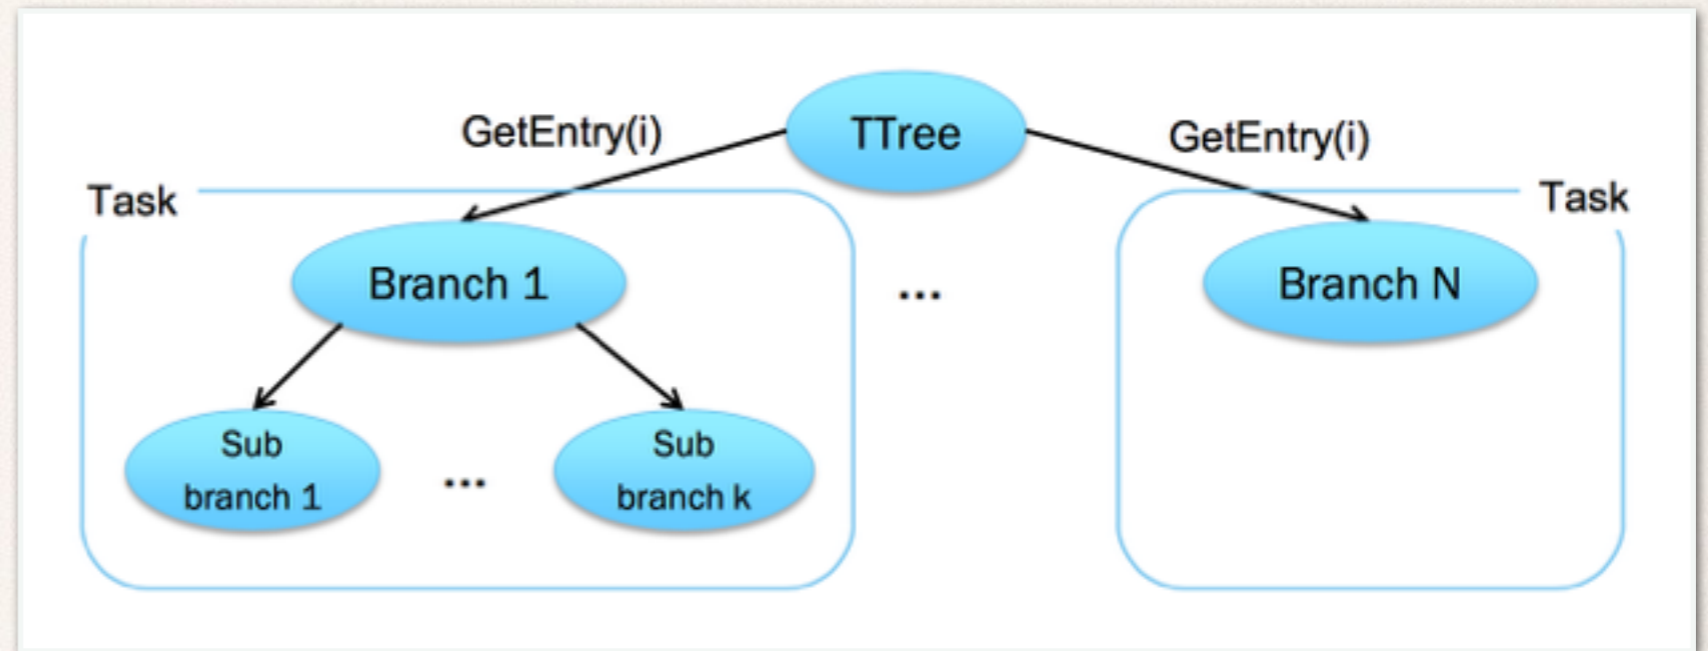 TTree
GetEntry(i)
GetEntry(i)
Task
Task
Branch 1
...
Branch N
Sub
branch 1
...
Sub
branch k